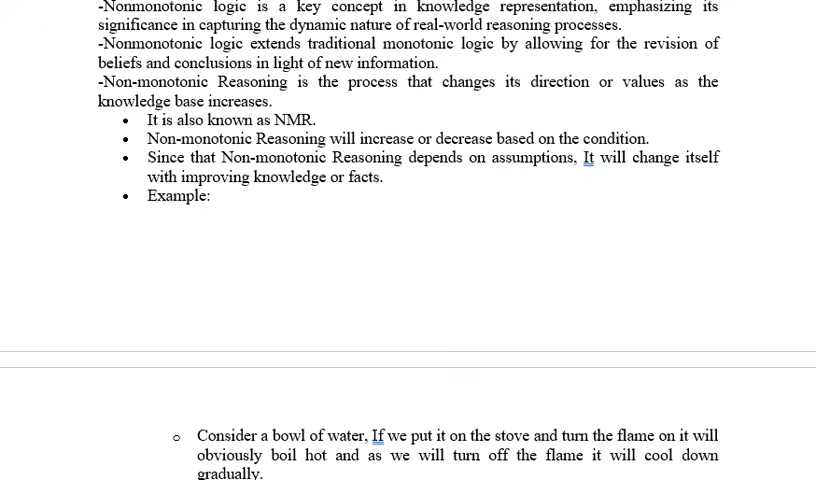 -Nonmonotonic logic is a key concept in knowledge representation, emphasizing its
significance in capturing the dynamic nature of real-world reasoning processes.
-Nonmonotonic logic extends traditional monotonic logic by allowing for the revision of
beliefs and conclusions in light of new information.
-Non-monotonic Reasoning is the process that changes its direction or values as the
knowledge base increases.
• It is also known as NMR.
• Non-monotonic Reasoning will increase or decrease based on the condition.
• Since that Non-monotonic Reasoning depends on assumptions, It will change itself
with improving knowledge or facts.
• Example:
o Consider a bowl of water, If we put it on the stove and turn the flame on it will
obviously boil hot and as we will turn off the flame it will cool down
gradually.